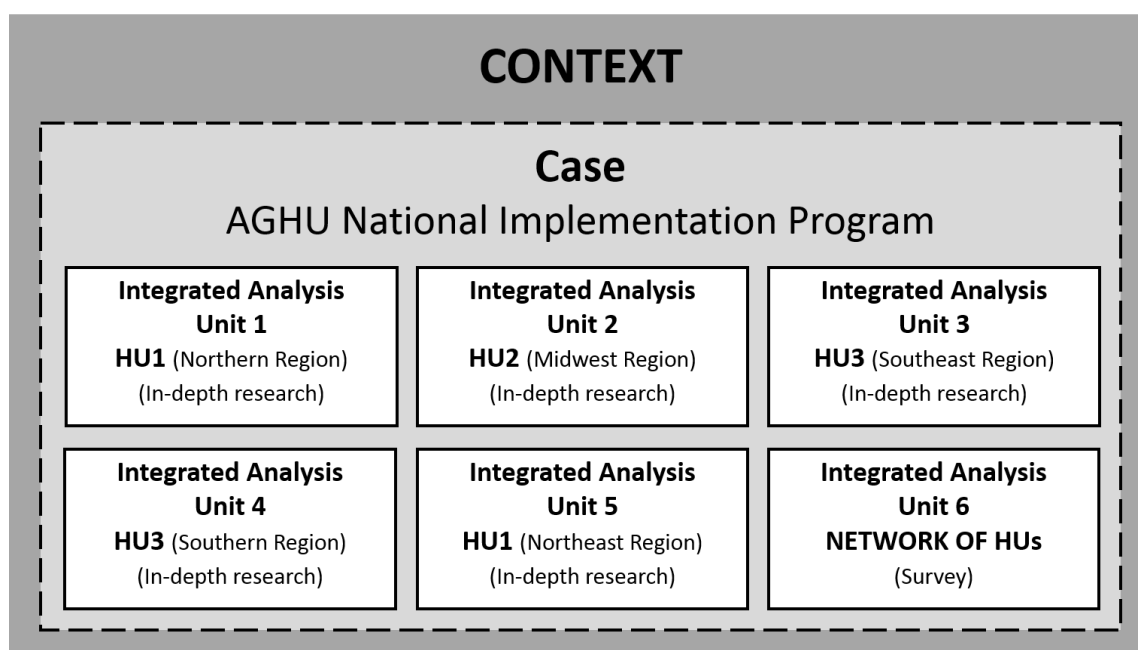 CONTEXT
Case
AGHU National Implementation Program
Integrated Analysis
Unit 1
HU1 (Northern Region)
(In-depth research)
Integrated Analysis
Unit 2
HU2 (Midwest Region)
(In-depth research)
Integrated Analysis
Unit 3
HU3 (Southeast Region)
(In-depth research)
Integrated Analysis
Unit 4
HU3 (Southern Region)
(In-depth research)
Integrated Analysis
Unit 5
HU1 (Northeast Region)
(In-depth research)
Integrated Analysis
Unit 6
NETWORK OF HUs
(Survey)